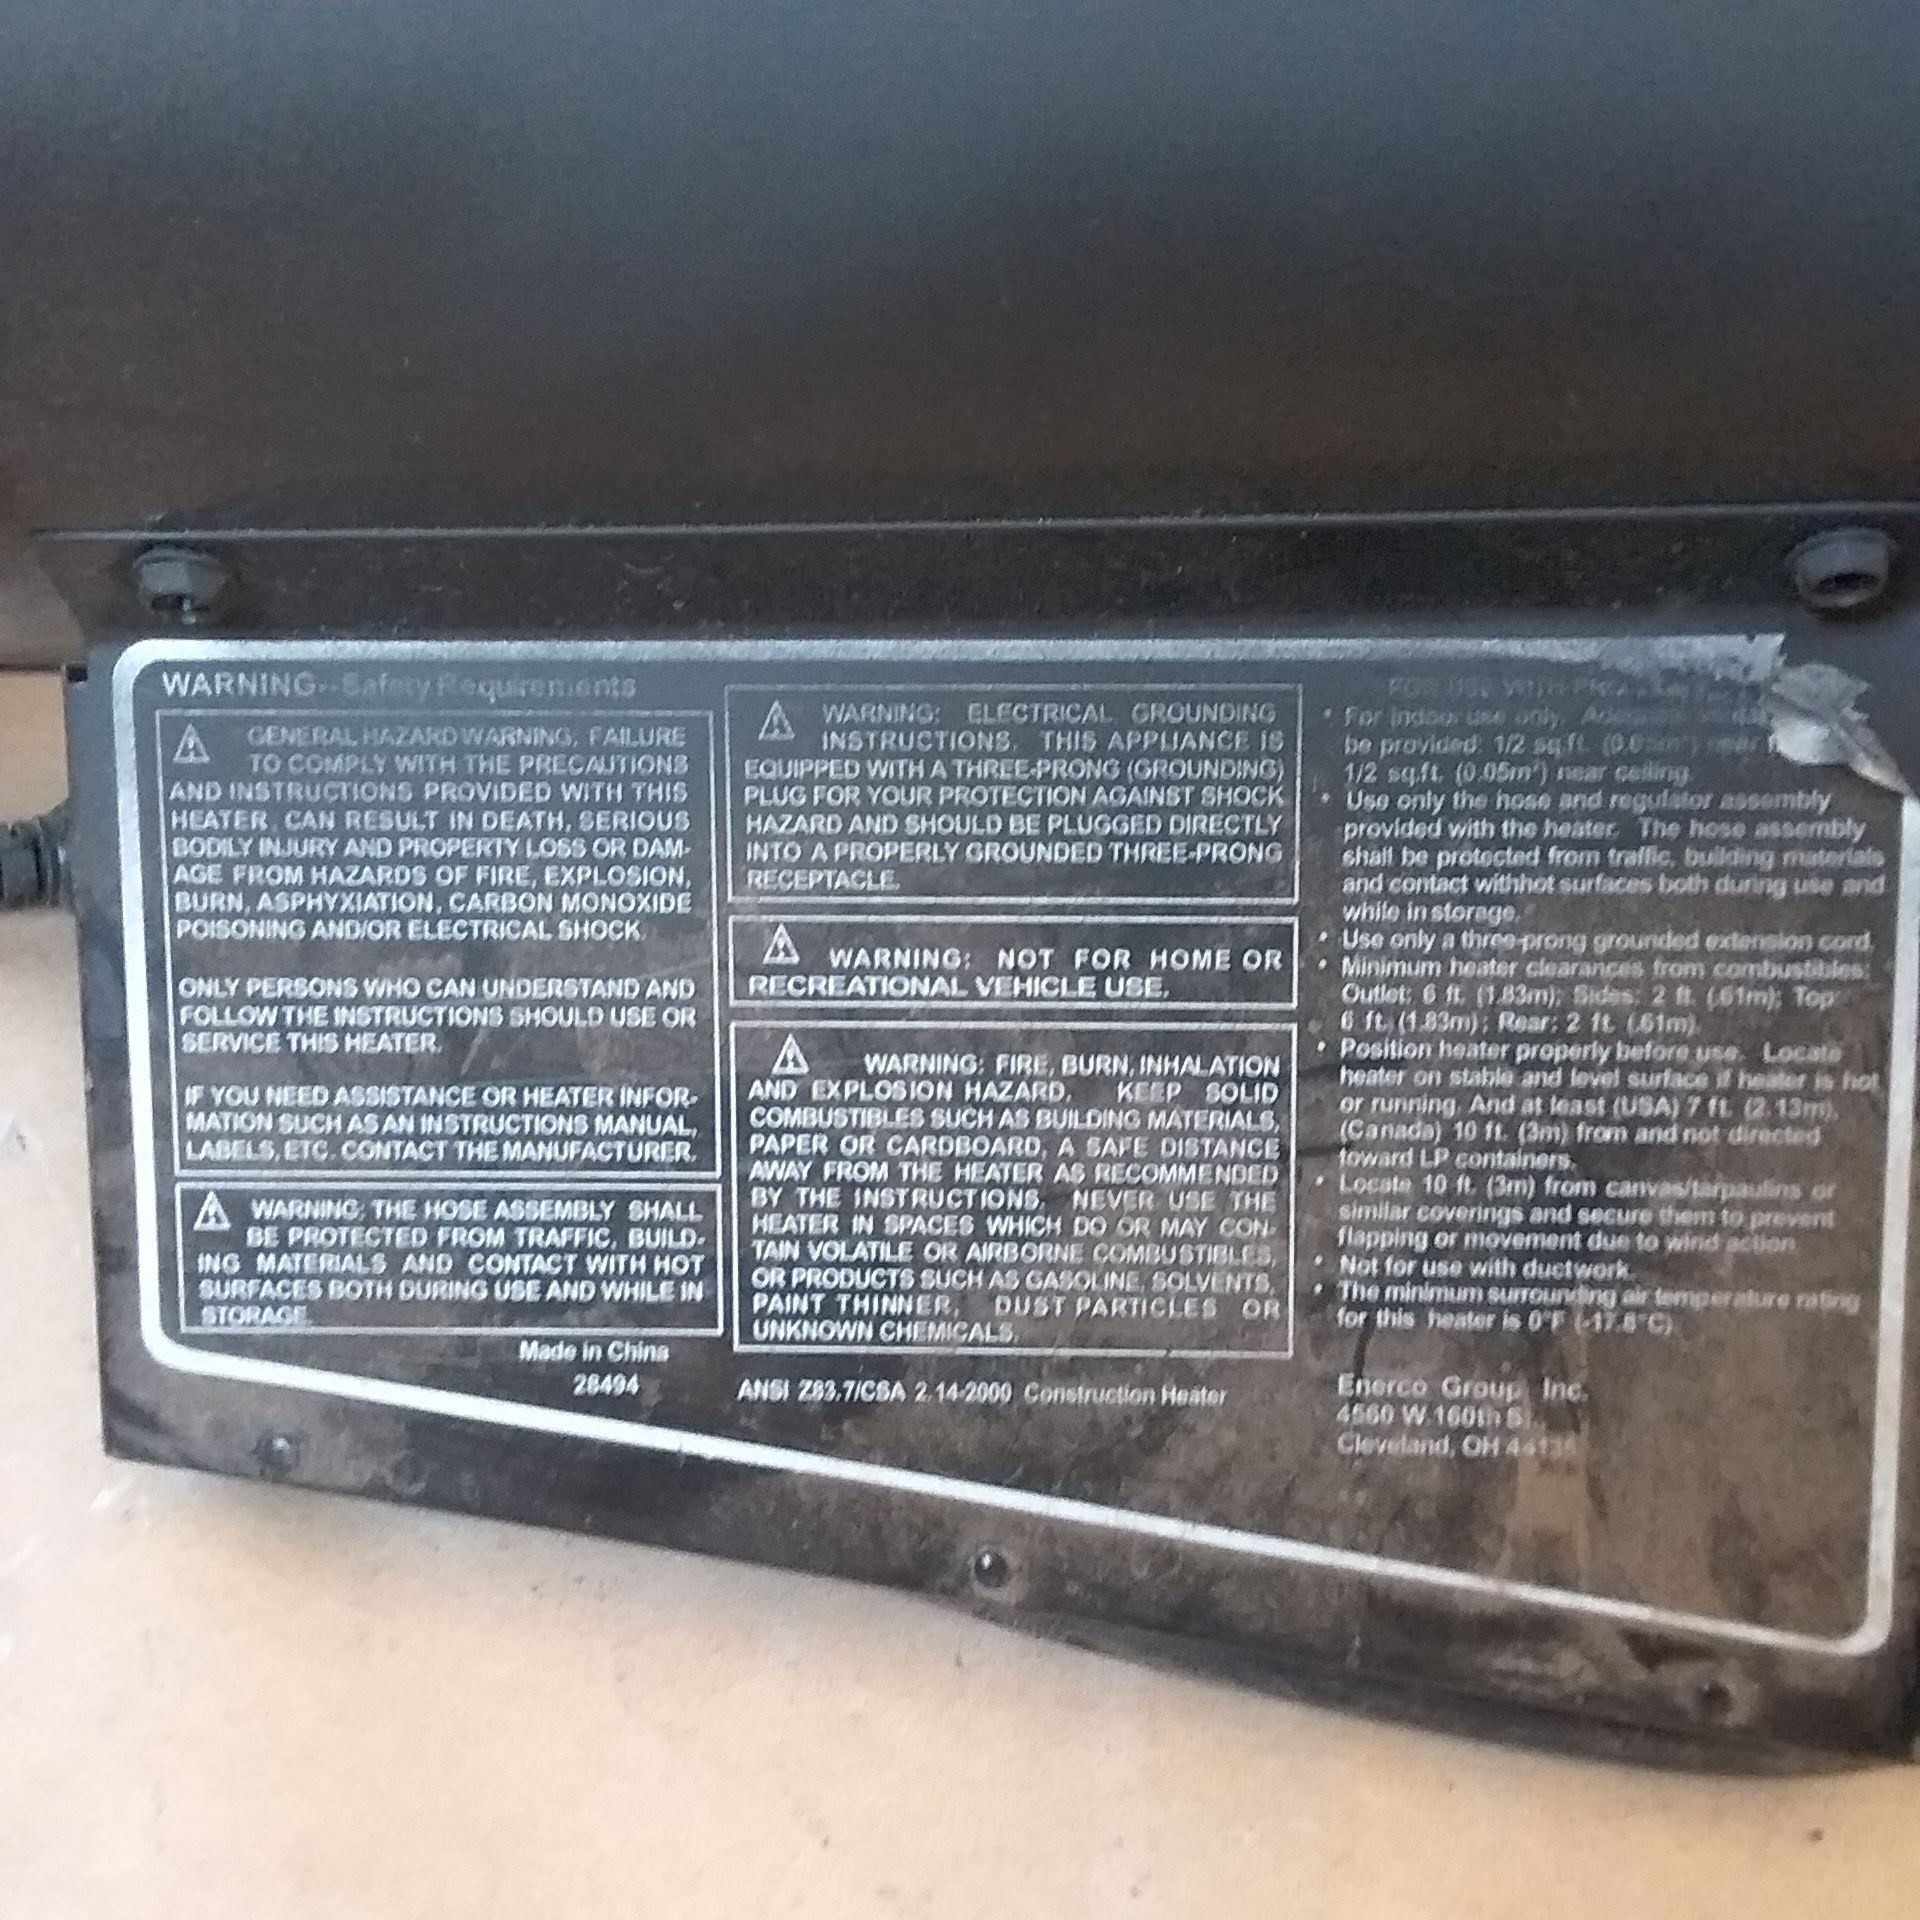 WARNING--Safety Requirements
GENERAL HAZARD WARNING: FAILURE
TO COMPLY WITH THE PRECAUTIONS
AND INSTRUCTIONS PROVIDED WITH THIS
HEATER, CAN RESULT IN DEATH, SERIOUS
BODILY INJURY AND PROPERTY LOSS OR DAM-
AGE FROM HAZARDS OF FIRE, EXPLOSION,
BURN, ASPHYXIATION, CARBON MONOXIDE
POISONING AND/OR ELECTRICAL SHOCK.
ONLY PERSONS WHO CAN UNDERSTAND AND
FOLLOW THE INSTRUCTIONS SHOULD USE OR
SERVICE THIS HEATER.
IF YOU NEED ASSISTANCE OR HEATER INFOR-
MATION SUCH AS AN INSTRUCTIONS MANUAL,
LABELS, ETC. CONTACT THE MANUFACTURER.
WARNING: THE HOSE ASSEMBLY SHALL
BE PROTECTED FROM TRAFFIC, BUILD-
ING MATERIALS AND CONTACT WITH HOT
SURFACES BOTH DURING USE AND WHILE IN
STORAGE.
Made in China
28494
WARNING: ELECTRICAL GROUNDING
INSTRUCTIONS. THIS APPLIANCE IS
EQUIPPED WITH A THREE-PRONG (GROUNDING)
PLUG FOR YOUR PROTECTION AGAINST SHOCK
HAZARD AND SHOULD BE PLUGGED DIRECTLY
INTO A PROPERLY GROUNDED THREE-PRONG
RECEPTACLE.
WARNING: NOT FOR HOME OR
RECREATIONAL VEHICLE USE.
WARNING: FIRE, BURN, INHALATION
AND EXPLOSION HAZARD. KEEP SOLID
COMBUSTIBLES SUCH AS BUILDING MATERIALS,
PAPER OR CARDBOARD, A SAFE DISTANCE
AWAY FROM THE HEATER AS RECOMMENDED
BY THE INSTRUCTIONS. NEVER USE THE
HEATER IN SPACES WHICH DO OR MAY CON-
TAIN VOLATILE OR AIRBORNE COMBUSTIBLES,
OR PRODUCTS SUCH AS GASOLINE, SOLVENTS,
PAINT THINNER, DUST PARTICLES OR
UNKNOWN CHEMICALS.
ANSI Z83.7/CSA 2.14-2000 Construction Heater
FOR USE WITH
• For indoor use only. Adequate
be provided: 1/2 sq.ft. (0.05m²) near
1/2 sq.ft. (0.05m²) near ceiling.
• Use only the hose and regulator assembly
provided with the heater. The hose assembly
shall be protected from traffic, building materials
and contact withhot surfaces both during use and
while in storage.
• Use only a three-prong grounded extension cord.
• Minimum heater clearances from combustibles:
Outlet: 6 ft. (1.83m); Sides: 2 ft. (.61m); Top:
6 ft. (1.83m); Rear: 2 ft. (.61m).
• Position heater properly before use. Locate
heater on stable and level surface if heater is hot
or running. And at least (USA) 7 ft. (2.13m),
(Canada) 10 ft. (3m) from and not directed
toward LP containers.
• Locate 10 ft. (3m) from canvas/tarpaulins or
similar coverings and secure them to prevent
flapping or movement due to wind action.
• Not for use with ductwork.
• The minimum surrounding air temperature rating
for this heater is 0°F (-17.8°C)
Enerco Group, Inc.
4560 W. 160th S
Cleveland, OH 44135